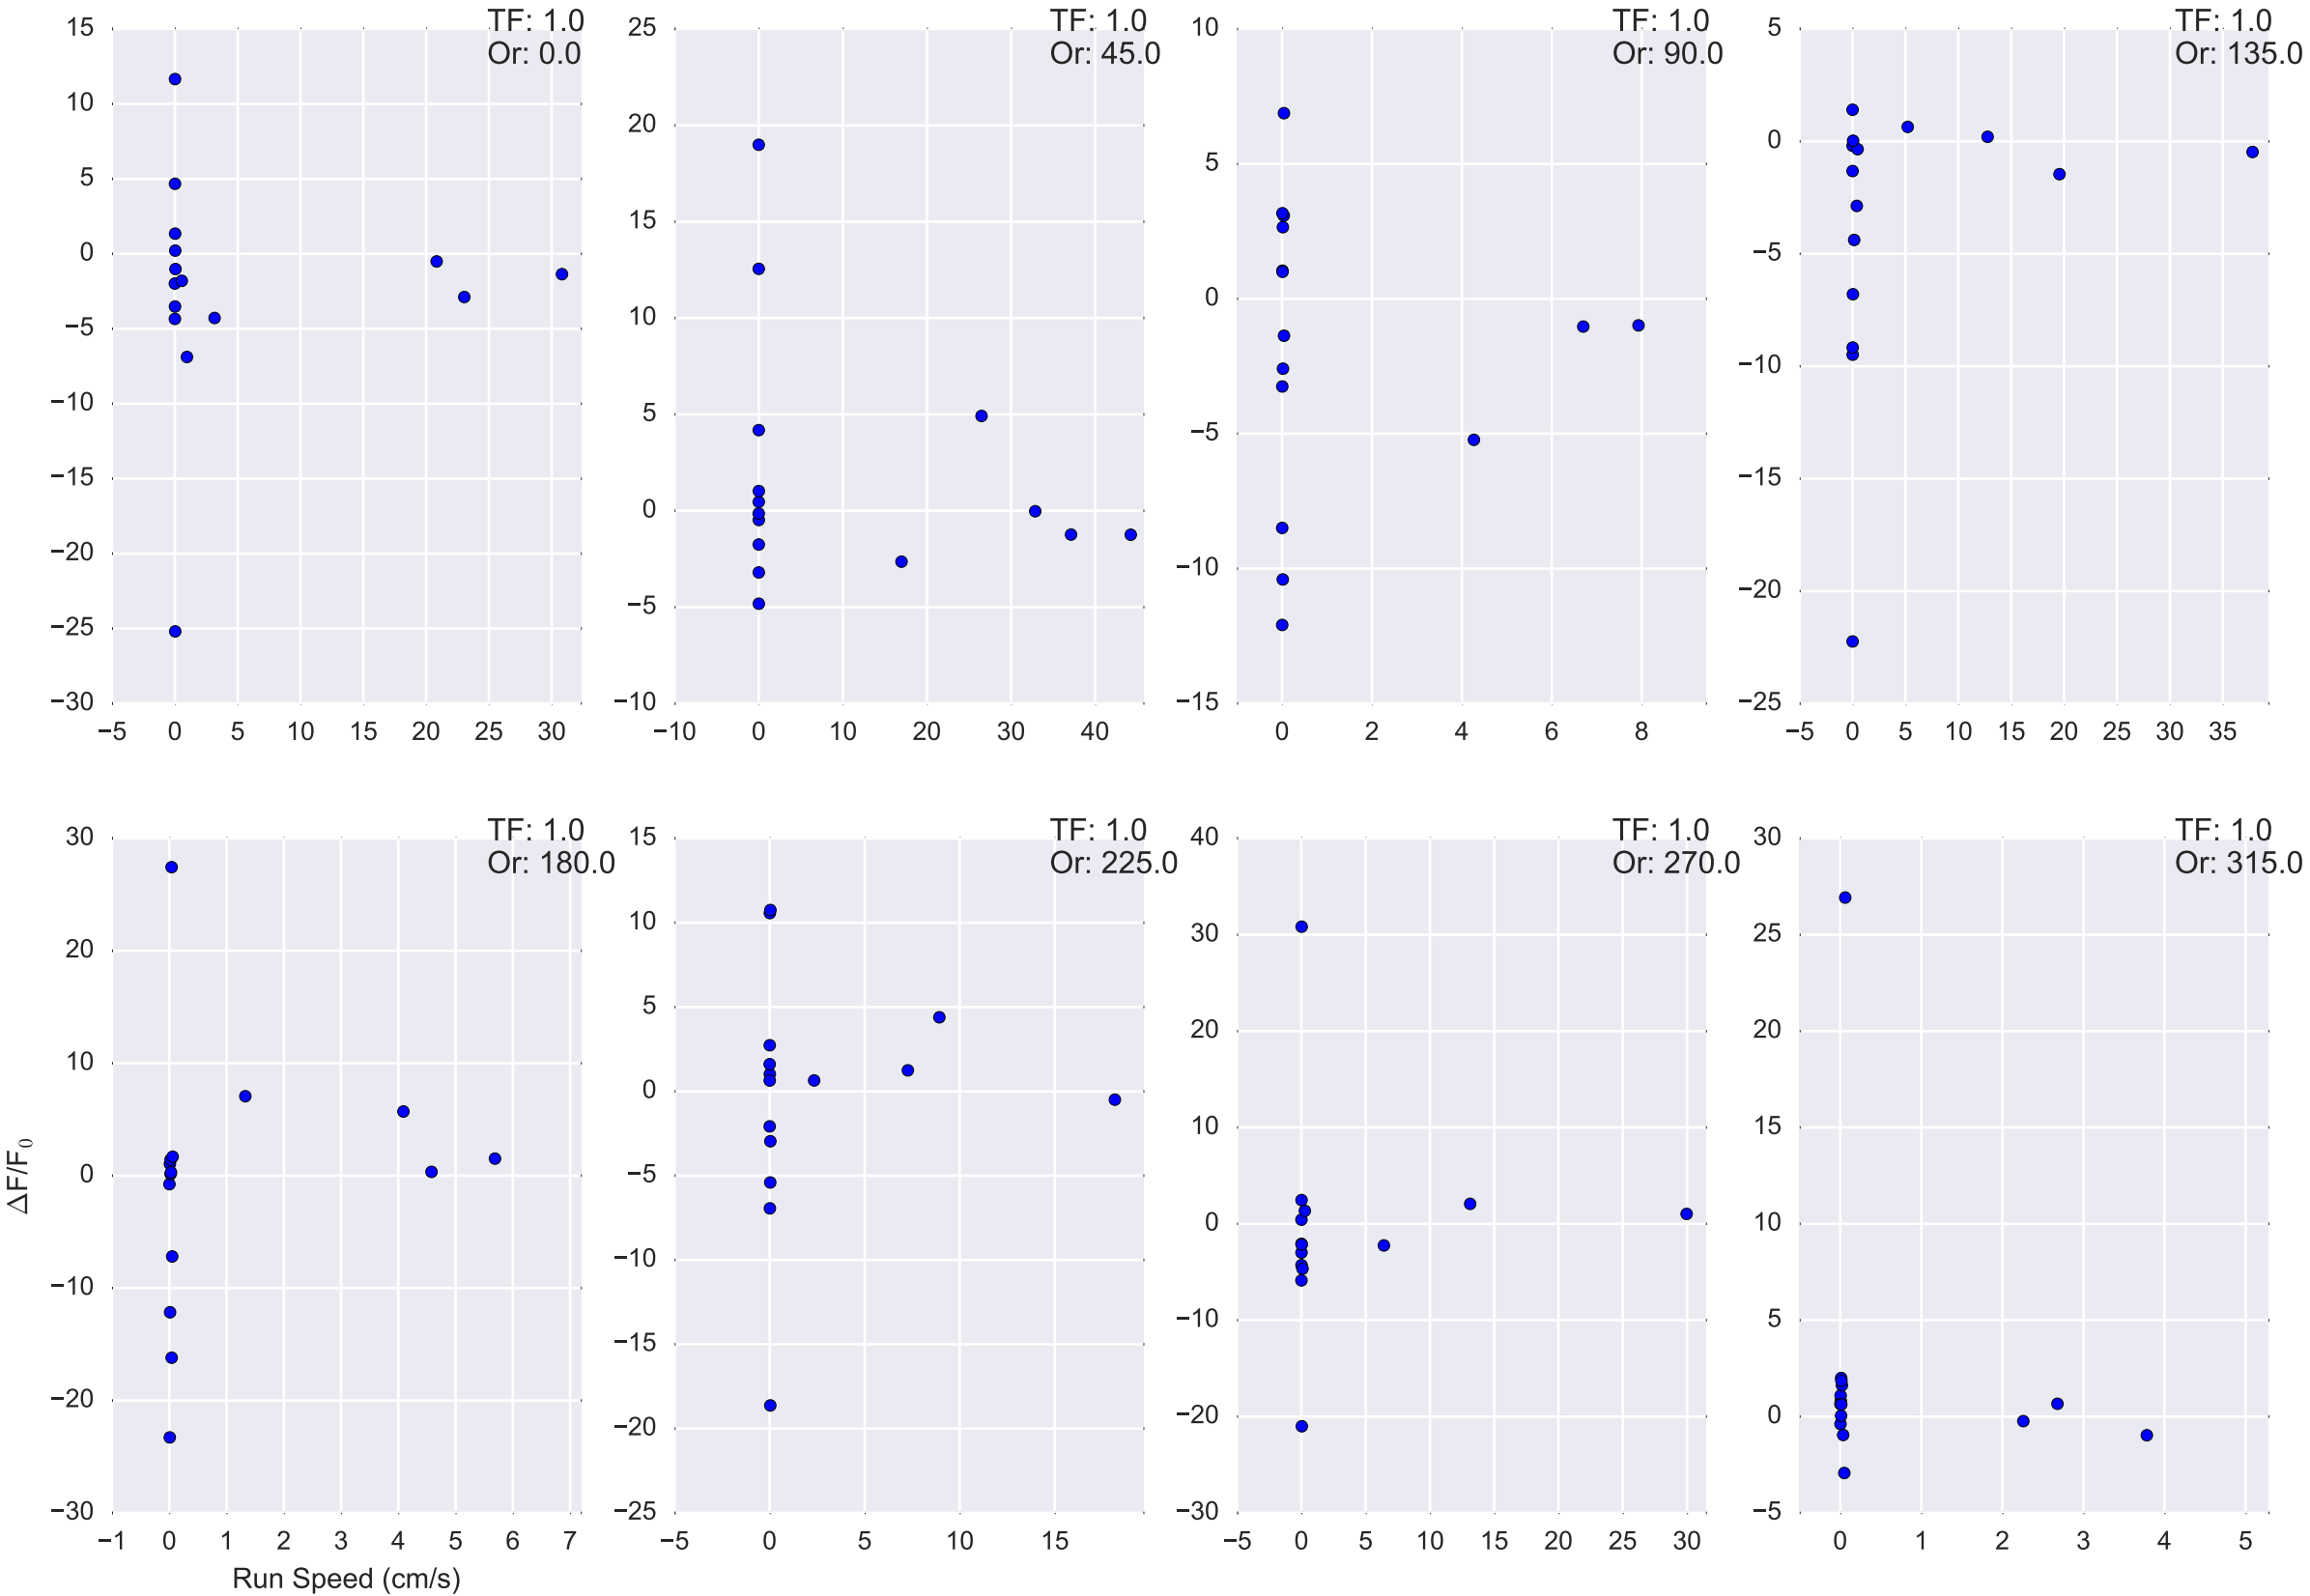 TF: 1.0
Or: 0.0
15
10
5
0
−5
−10
−15
−20
−25
−30
−5 0 5 10 15 20 25 30
TF: 1.0
Or: 45.0
25
20
15
10
5
0
−5
−10
−10 0 10 20 30 40
TF: 1.0
Or: 90.0
10
5
0
−5
−10
−15
0 2 4 6 8
TF: 1.0
Or: 135.0
5
0
−5
−10
−15
−20
−25
−5 0 5 10 15 20 25 30 35
TF: 1.0
Or: 180.0
30
20
10
0
−10
−20
−30
−1 0 1 2 3 4 5 6 7
ΔF/F₀
Run Speed (cm/s)
TF: 1.0
Or: 225.0
15
10
5
0
−5
−10
−15
−20
−25
−5 0 5 10 15
TF: 1.0
Or: 270.0
40
30
20
10
0
−10
−20
−30
−5 0 5 10 15 20 25 30
TF: 1.0
Or: 315.0
30
25
20
15
10
5
0
−5
0 1 2 3 4 5